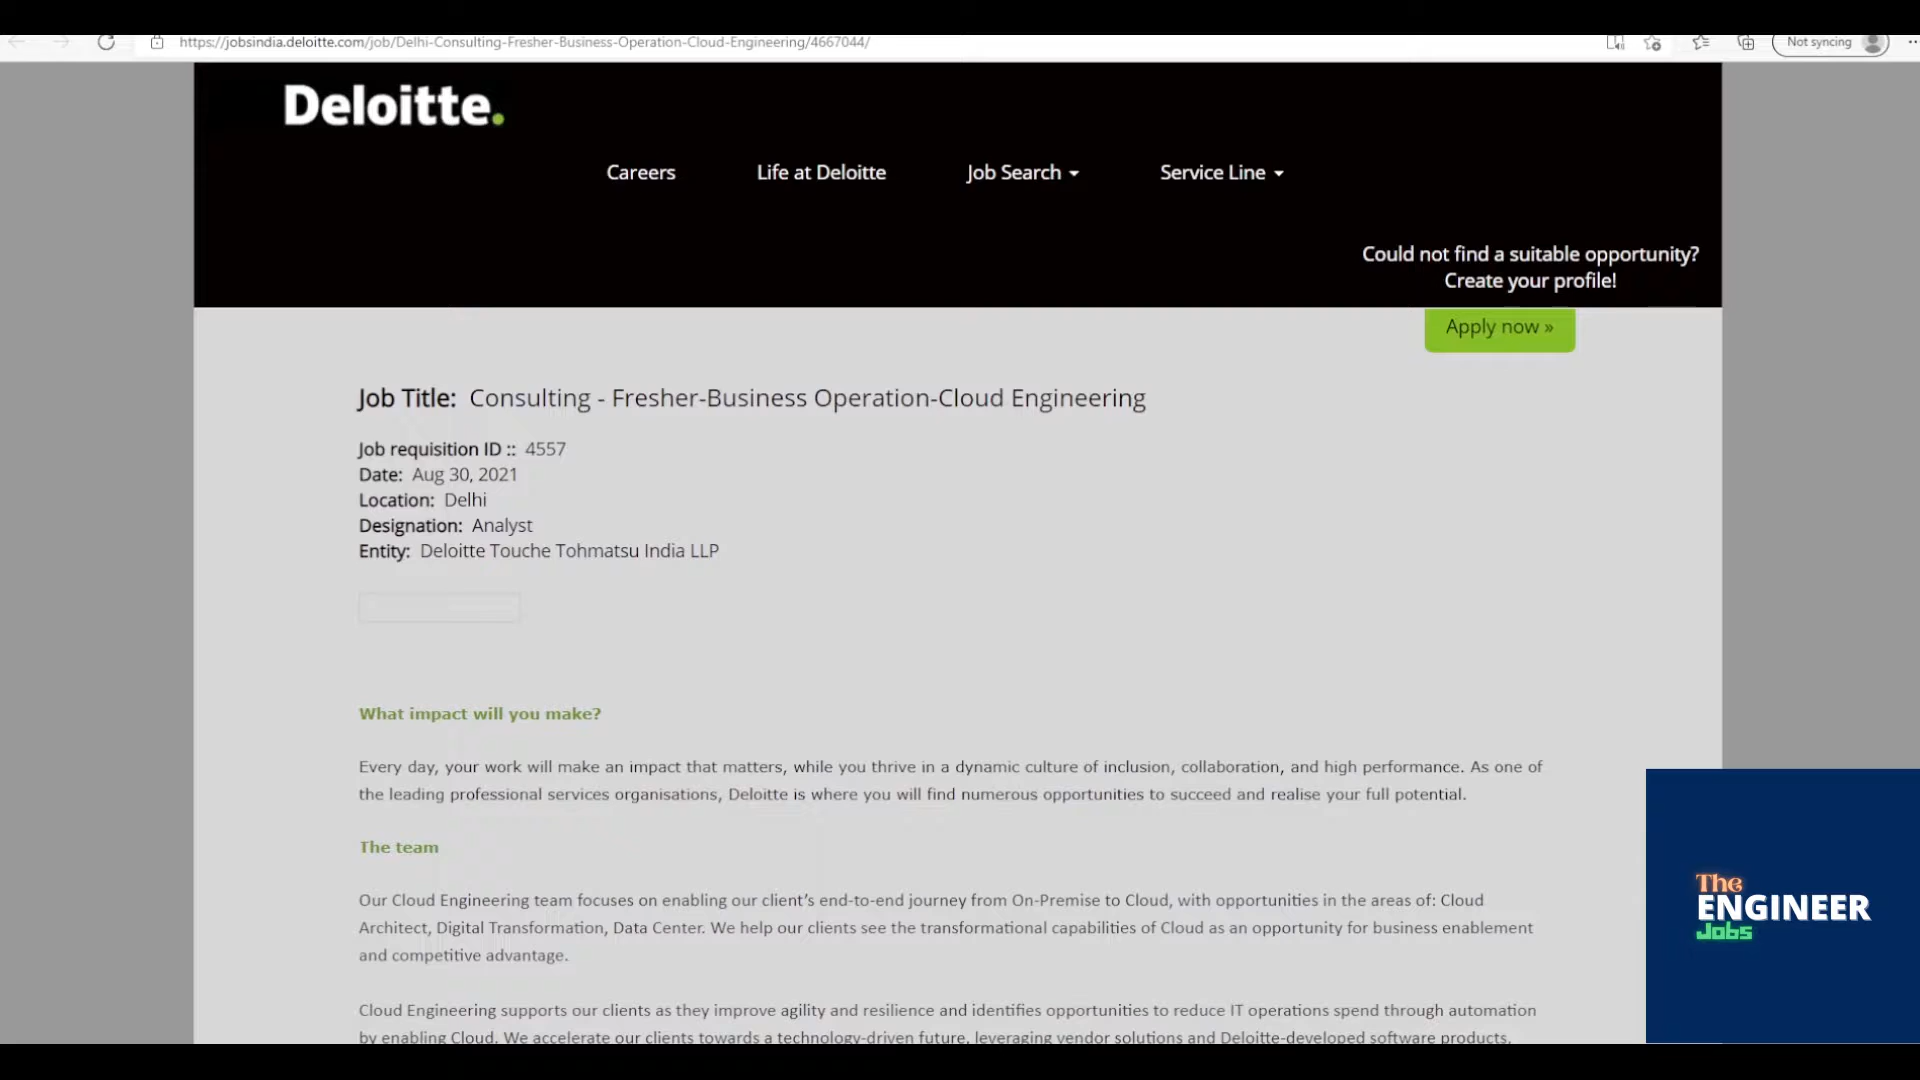 https://jobsindia.deloitte.com/job/Delhi-Consulting-Fresher-Business-Operation-Cloud-Engineering/4667044/
Not syncing
Deloitte.
Careers
Life at Deloitte
Job Search
Service Line
Could not find a suitable opportunity?
Create your profile!
Apply now »
Job Title: Consulting - Fresher-Business Operation-Cloud Engineering
Job requisition ID :: 4557
Date: Aug 30, 2021
Location: Delhi
Designation: Analyst
Entity: Deloitte Touche Tohmatsu India LLP
What impact will you make?
Every day, your work will make an impact that matters, while you thrive in a dynamic culture of inclusion, collaboration, and high performance. As one of
the leading professional services organisations, Deloitte is where you will find numerous opportunities to succeed and realise your full potential.
The team
Our Cloud Engineering team focuses on enabling our client’s end-to-end journey from On-Premise to Cloud, with opportunities in the areas of: Cloud
Architect, Digital Transformation, Data Center. We help our clients see the transformational capabilities of Cloud as an opportunity for business enablement
and competitive advantage.
Cloud Engineering supports our clients as they improve agility and resilience and identifies opportunities to reduce IT operations spend through automation
by enabling Cloud. We accelerate our clients towards a technology-driven future, leveraging vendor solutions and Deloitte-developed software products,
The
ENGINEER
Jobs